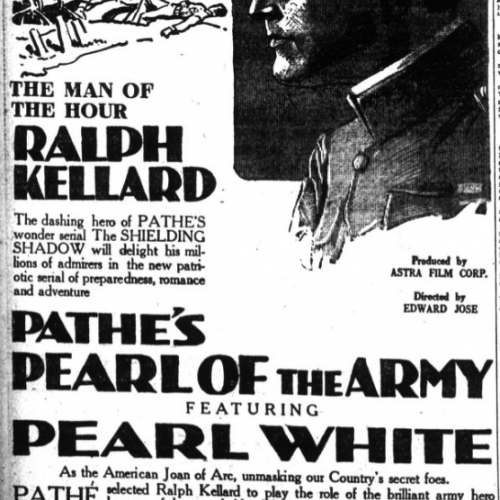 THE MAN OF
THE HOUR
RALPH
KELLARD
The dashing hero of PATHE'S
wonder serial The SHIELDING
SHADOW will delight his mil-
lions of admirers in the new patri-
otic serial of preparedness, romance
and adventure
Produced by
ASTRA FILM CORP.
Directed by
EDWARD JOSE
PATHE'S
PEARL OF THE ARMY
FEATURING
PEARL WHITE
As the American Joan of Arc, unmasking our Country's secret foes.
PATHE selected Ralph Kellard to play the role of the brilliant army hero